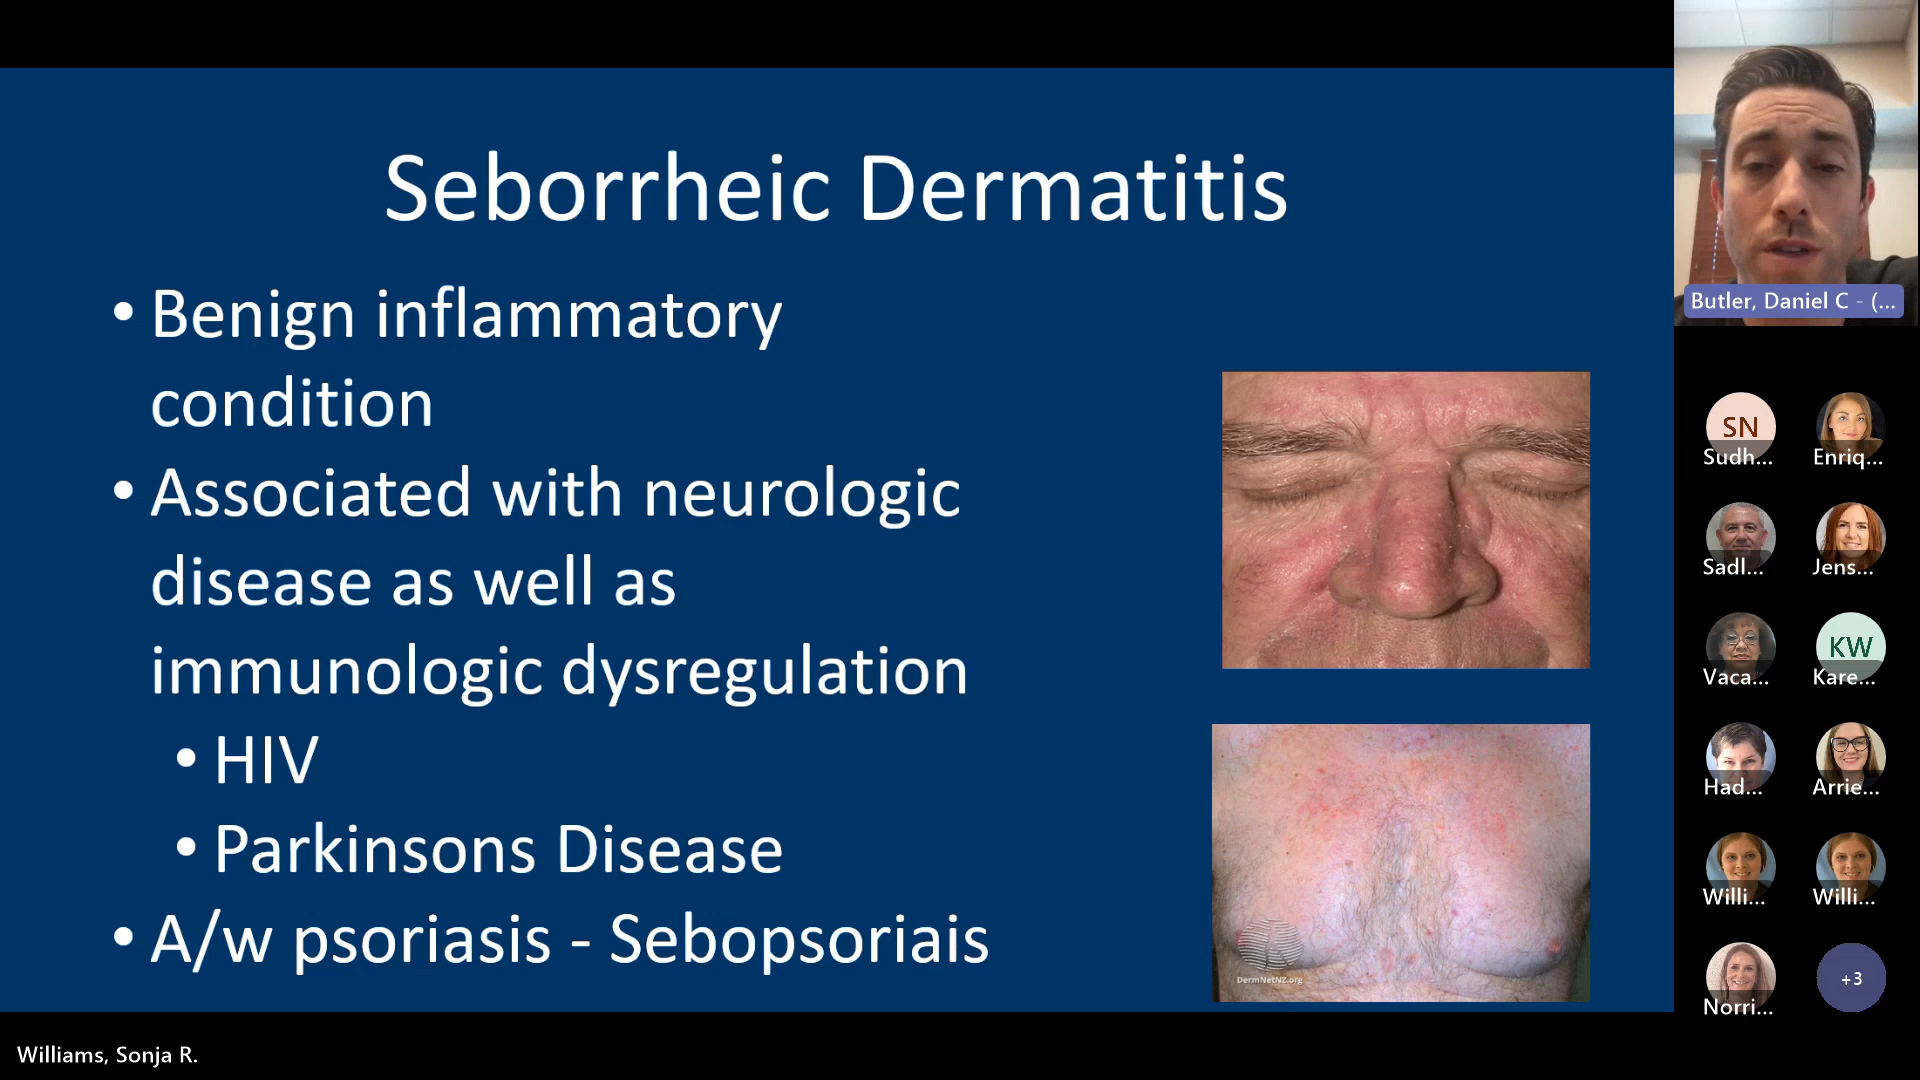 Seborrheic Dermatitis
• Benign inflammatory
condition
• Associated with neurologic
disease as well as
immunologic dysregulation
• HIV
• Parkinsons Disease
• A/w psoriasis - Sebopsoriais
DermNetNZ.org
Butler, Daniel C - (...
SN
Sudh...
Enriq...
Sadl...
Jens...
Vaca...
KW
Kare...
Had...
Arrie...
Willi...
Willi...
Norri...
+3
Williams, Sonja R.